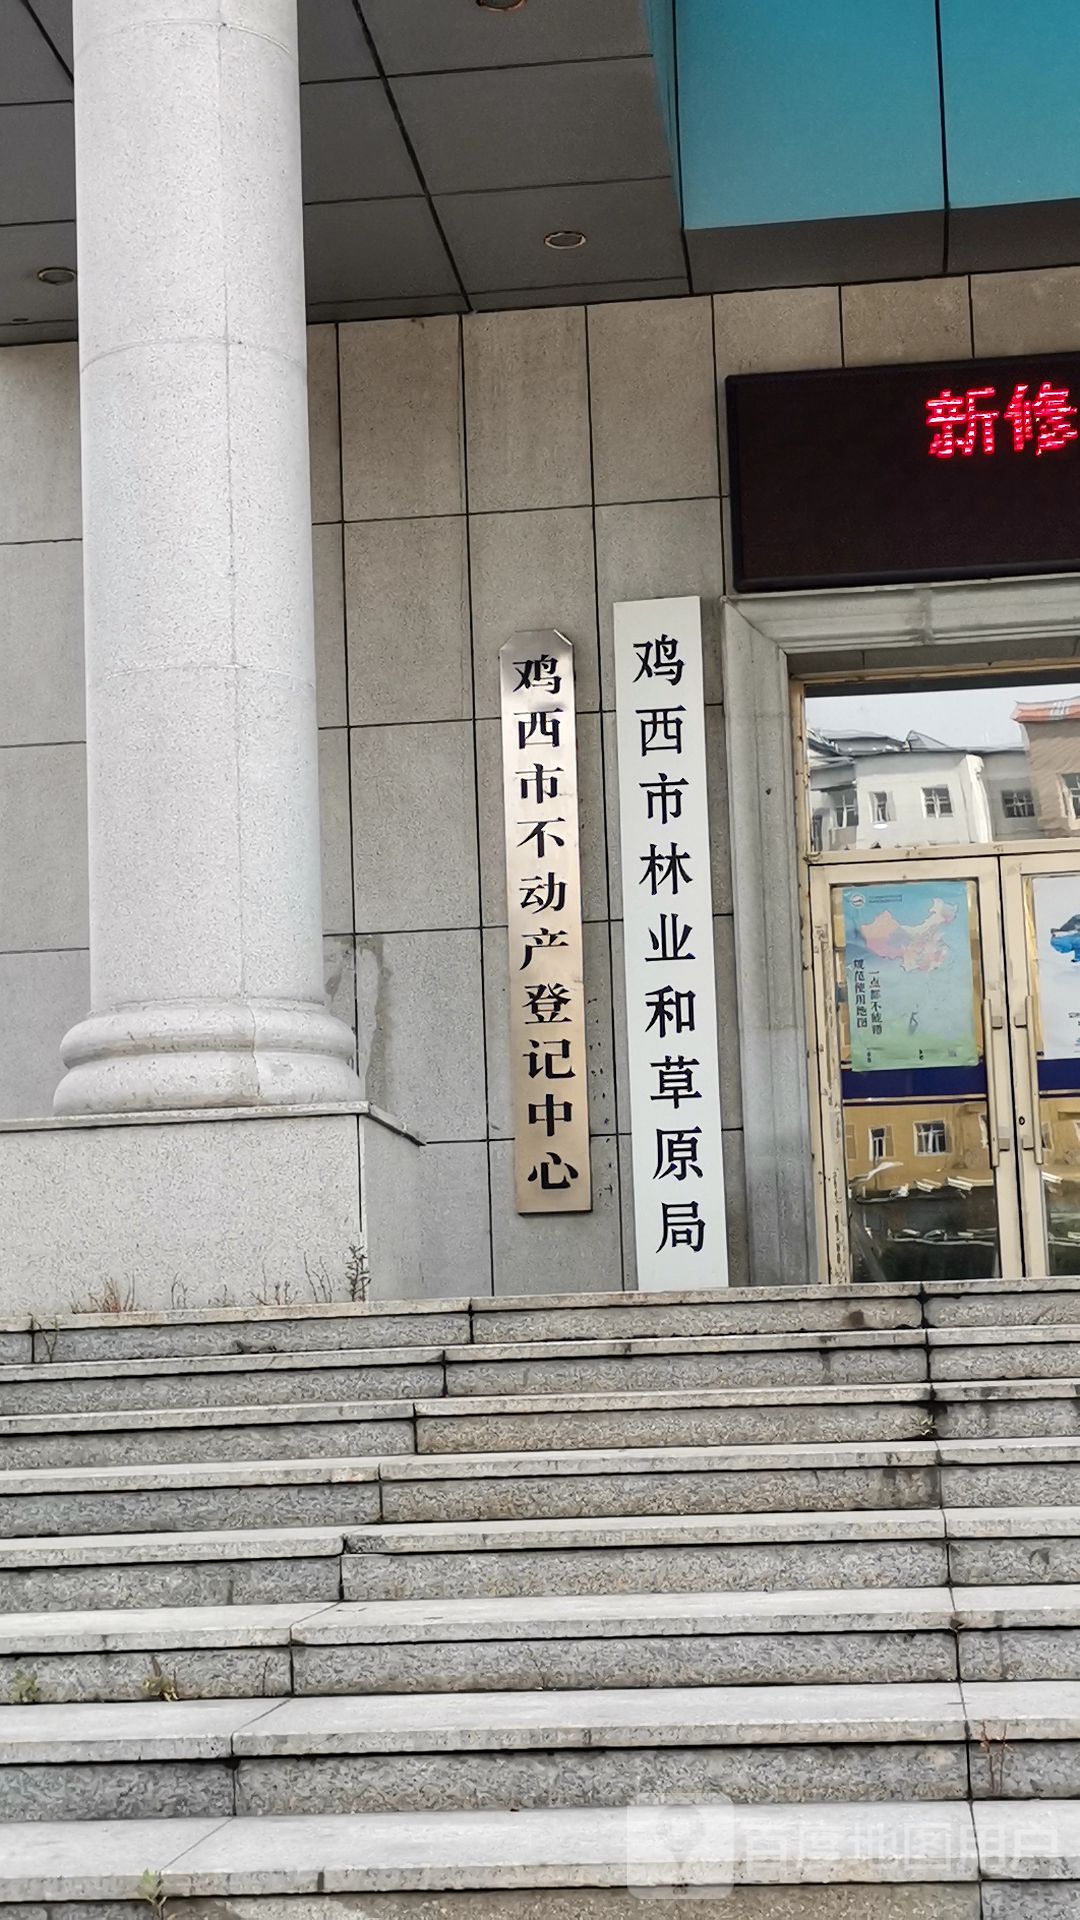 新修
鸡西市不动产登记中心
鸡西市林业和草原局
规范使用地图
一点都不能错
百度地图用户